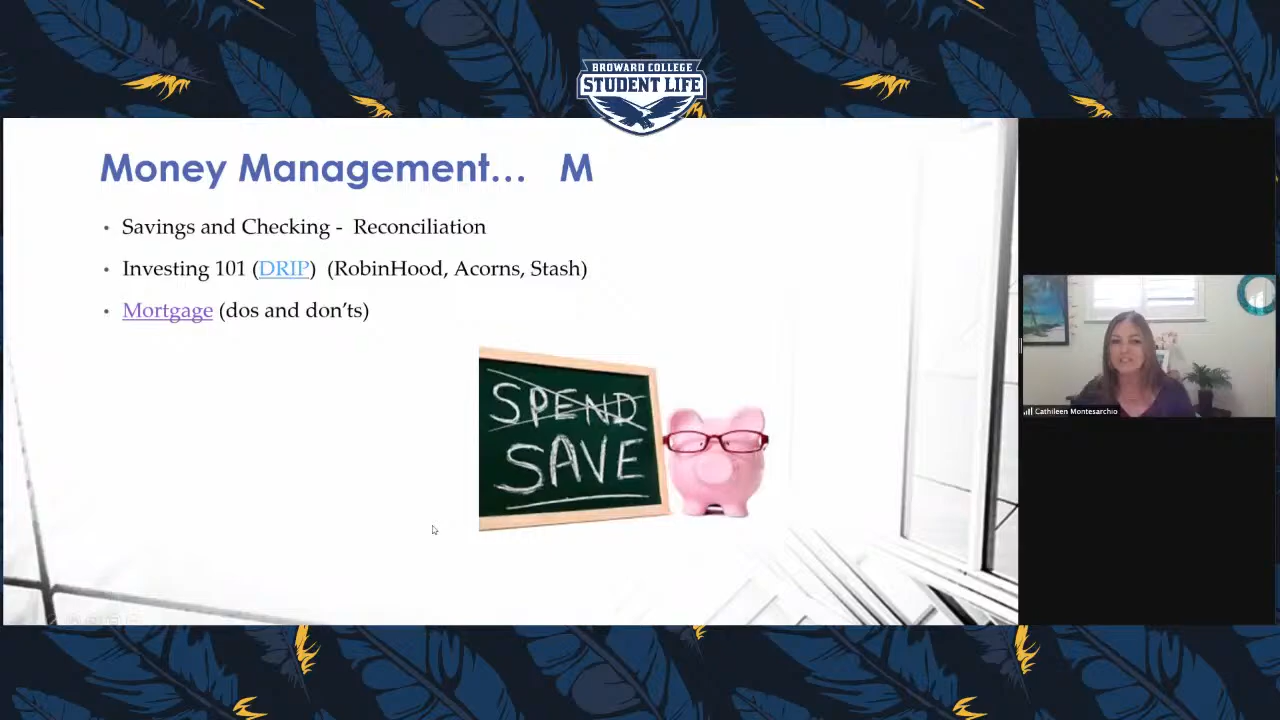 BROWARD COLLEGE
STUDENT LIFE
Money Management... M
• Savings and Checking - Reconciliation
• Investing 101 (DRIP) (RobinHood, Acorns, Stash)
• Mortgage (dos and don'ts)
SPEND
SAVE
Cathileen Montesarchio